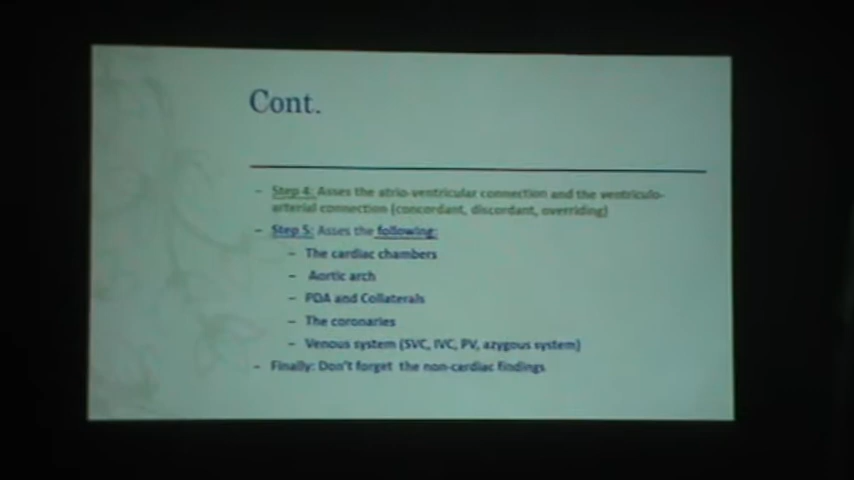 Cont.
– Step 4: Asses the atrio-ventricular connection and the ventriculo-
arterial connection (concordant, discordant, overriding)
– Step 5: Asses the following:
– The cardiac chambers
– Aortic arch
– PDA and Collaterals
– The coronaries
– Venous system (SVC, IVC, PV, azygous system)
– Finally: Don't forget the non-cardiac findings